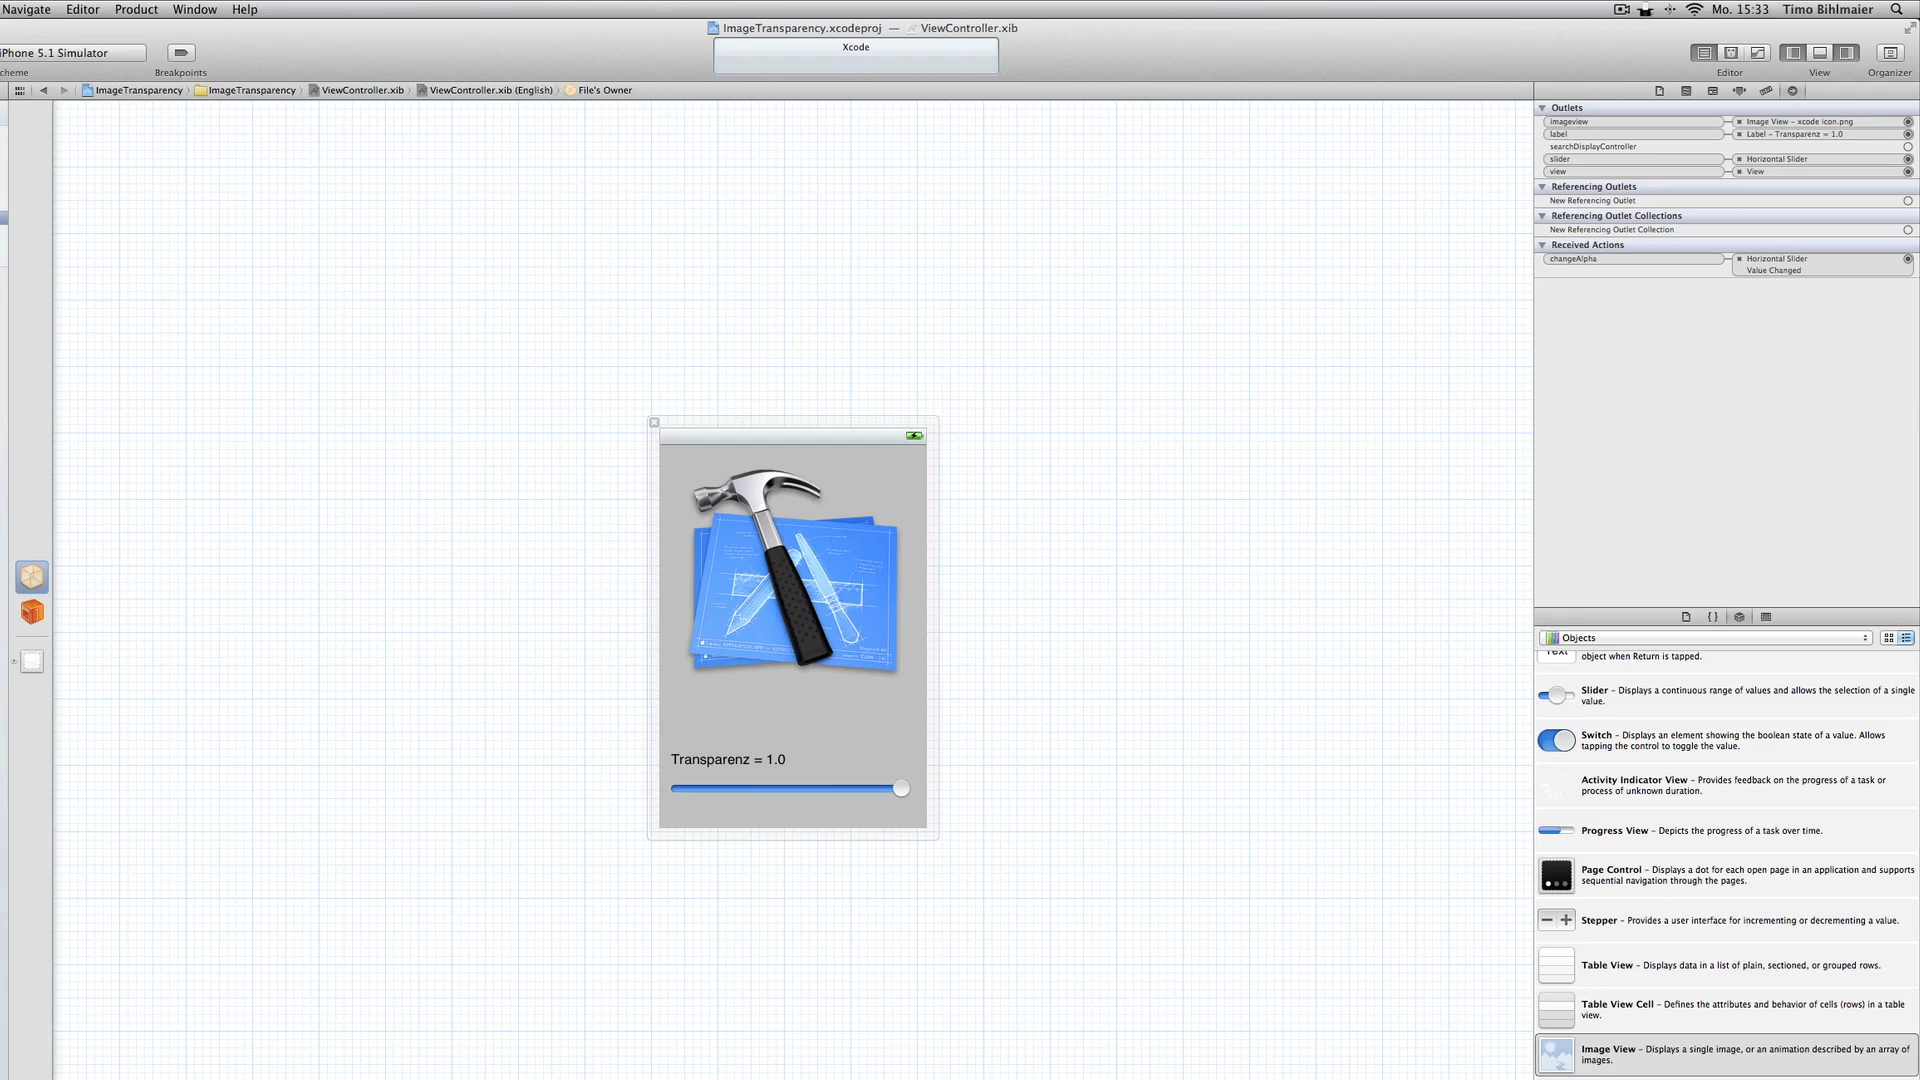 Navigate Editor Product Window Help Mo. 15:33 Timo Bihlmaier
ImageTransparency.xcodeproj — ViewController.xib
iPhone 5.1 Simulator
Xcode
cheme Breakpoints Editor View Organizer
ImageTransparency ImageTransparency ViewController.xib ViewController.xib (English) File's Owner
Outlets
imageview Image View - xcode icon.png
label Label - Transparenz = 1.0
searchDisplayController
slider Horizontal Slider
view View
Referencing Outlets
New Referencing Outlet
Referencing Outlet Collections
New Referencing Outlet Collection
Received Actions
changeAlpha Horizontal Slider
Value Changed
Transparenz = 1.0
Objects
Text object when Return is tapped.
Slider - Displays a continuous range of values and allows the selection of a single
value.
Switch - Displays an element showing the boolean state of a value. Allows
tapping the control to toggle the value.
Activity Indicator View - Provides feedback on the progress of a task or
process of unknown duration.
Progress View - Depicts the progress of a task over time.
Page Control - Displays a dot for each open page in an application and supports
sequential navigation through the pages.
Stepper - Provides a user interface for incrementing or decrementing a value.
Table View - Displays data in a list of plain, sectioned, or grouped rows.
Table View Cell - Defines the attributes and behavior of cells (rows) in a table
view.
Image View - Displays a single image, or an animation described by an array of
images.